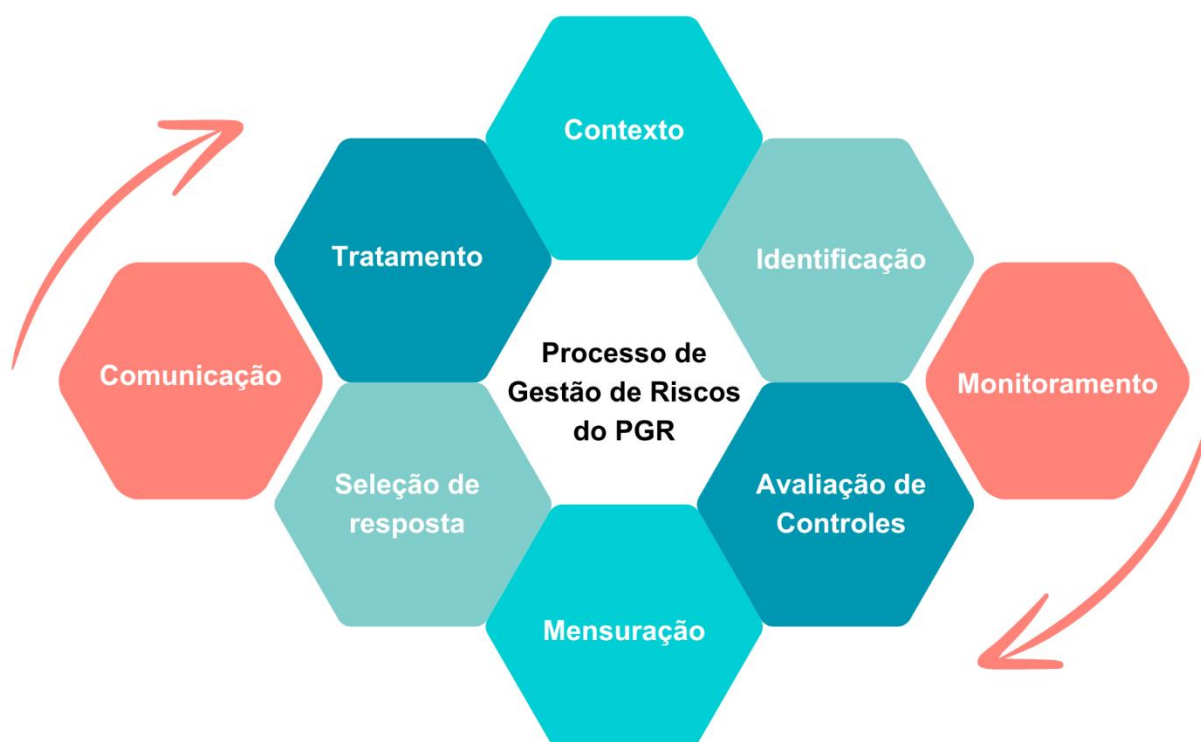 Contexto
Tratamento
Identificação
Comunicação
Processo de
Gestão de Riscos
do PGR
Monitoramento
Seleção de
resposta
Avaliação de
Controles
Mensuração